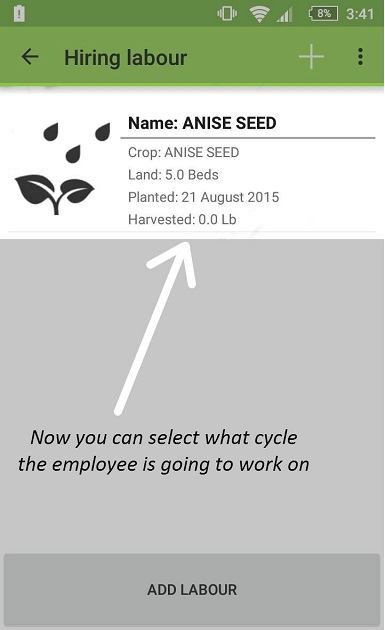 8% 3:41
Hiring labour
Name: ANISE SEED
Crop: ANISE SEED
Land: 5.0 Beds
Planted: 21 August 2015
Harvested: 0.0 Lb
Now you can select what cycle
the employee is going to work on
ADD LABOUR